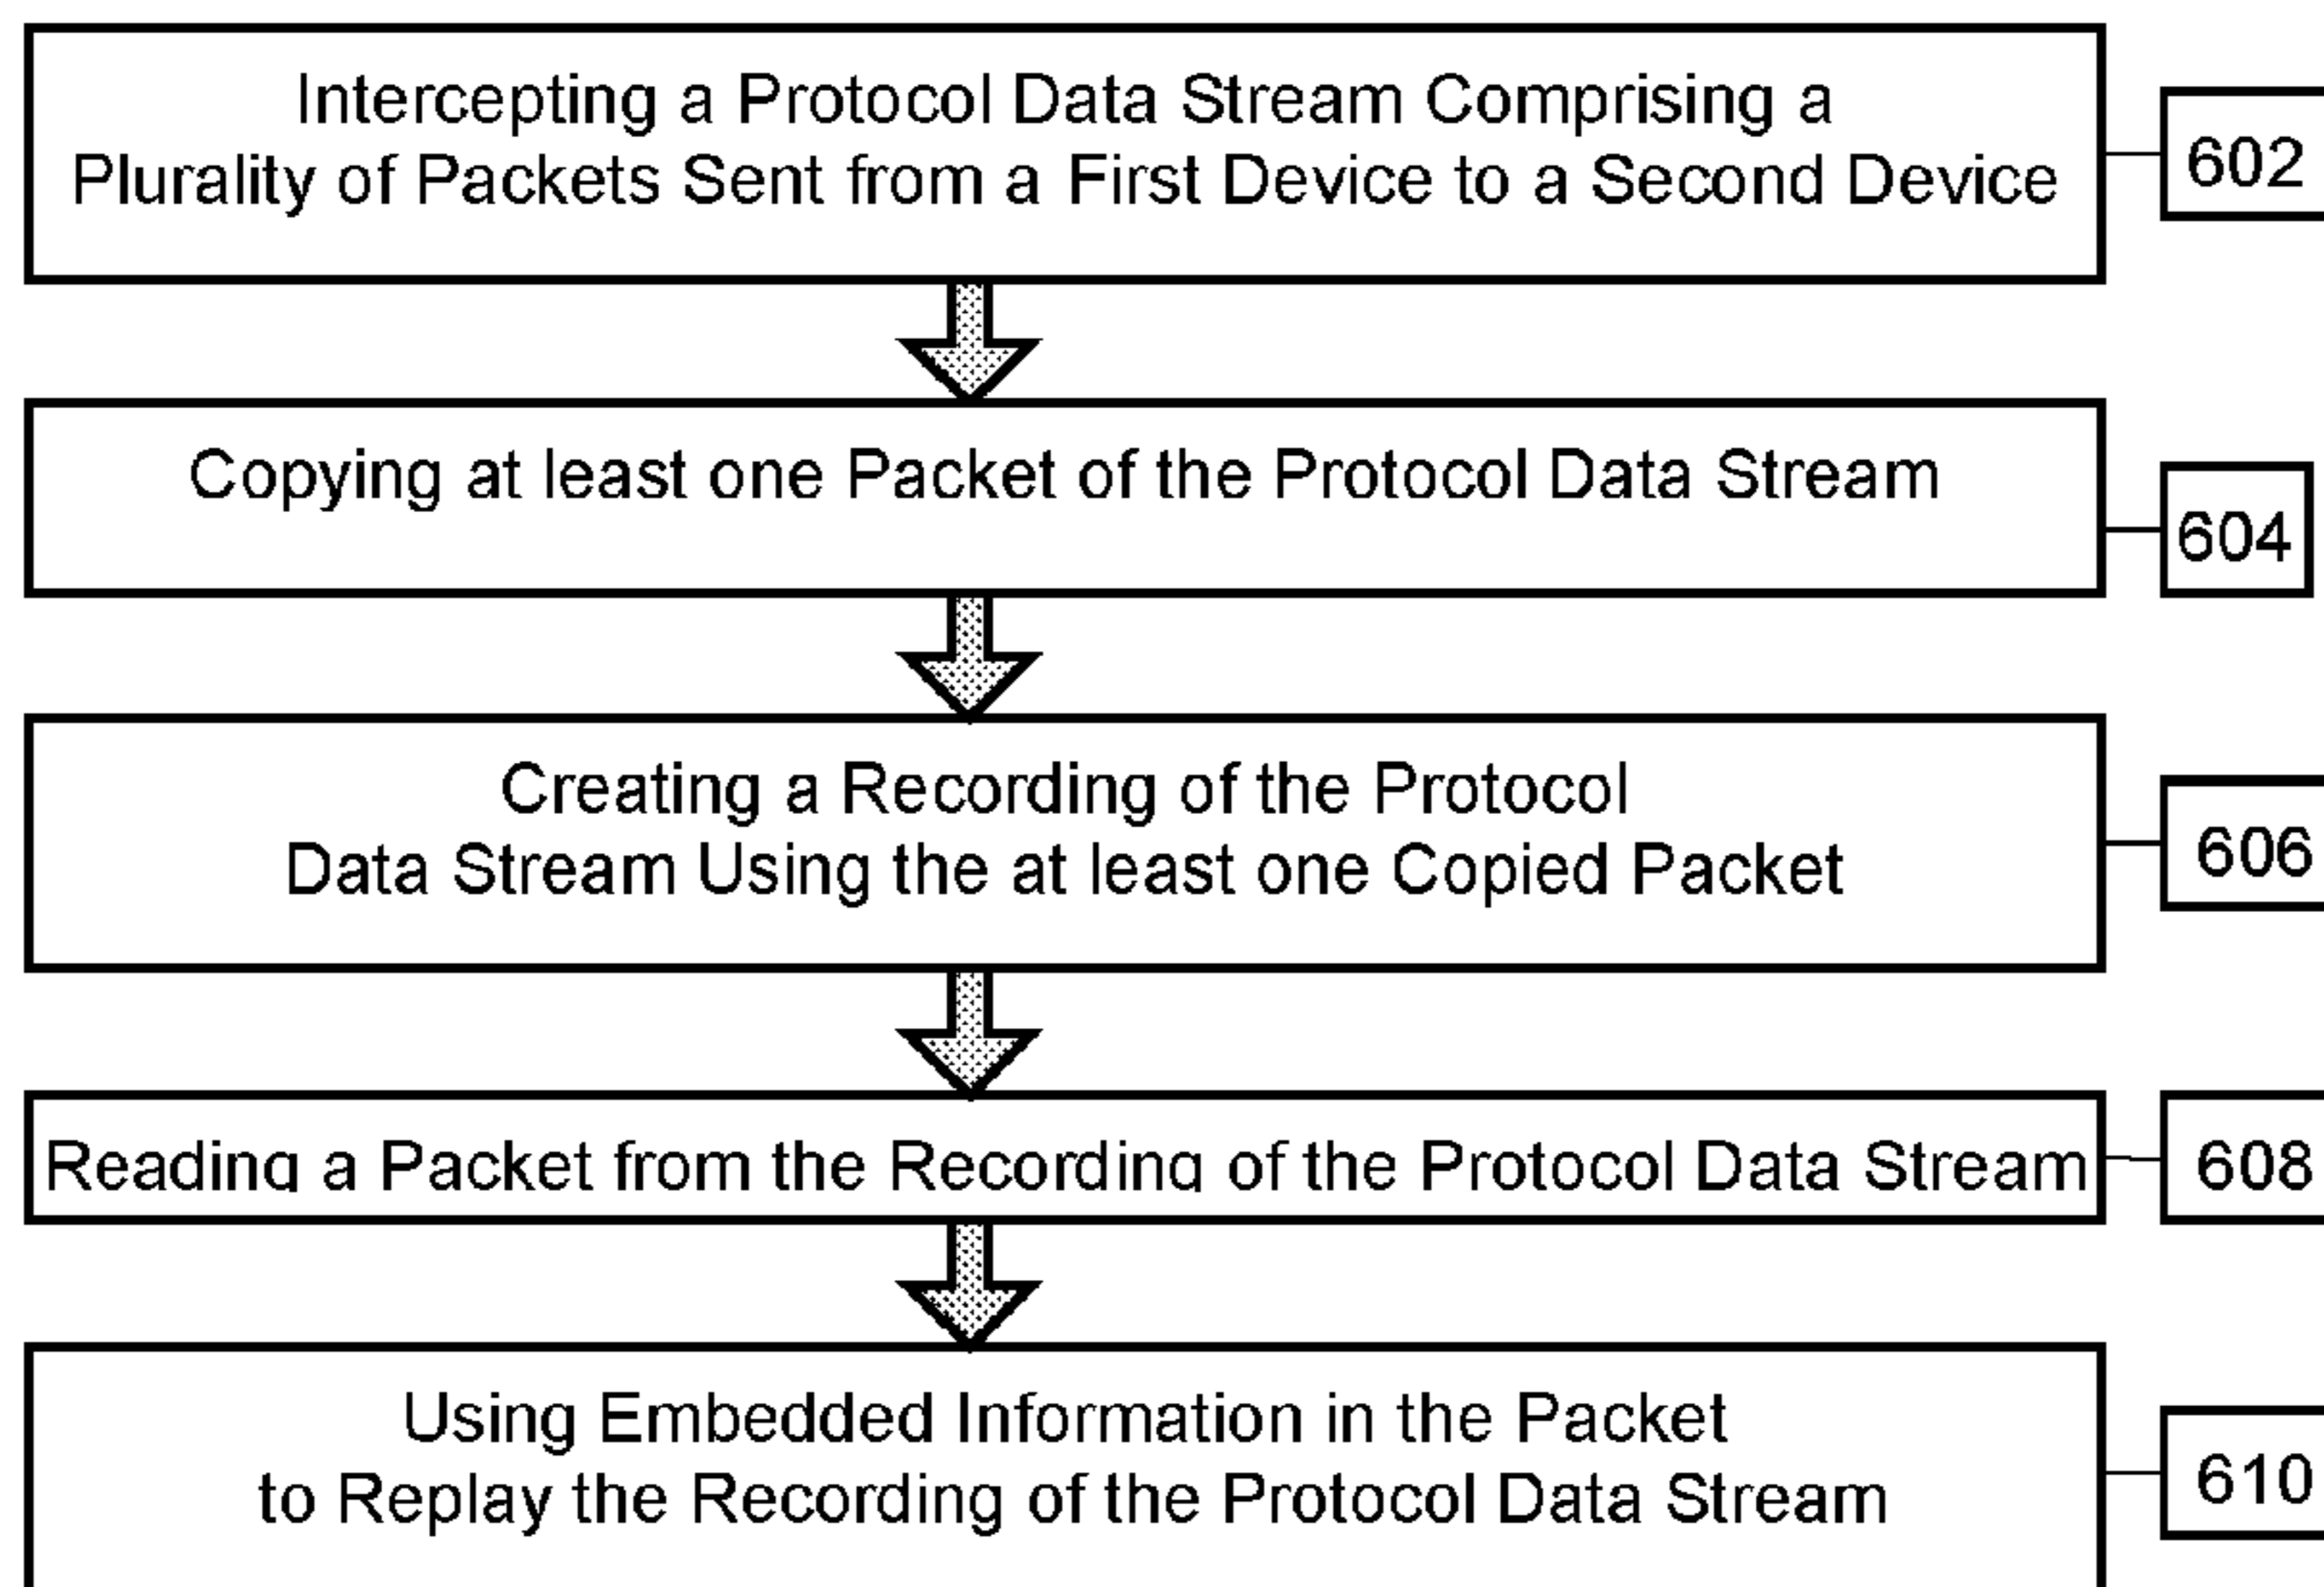 Intercepting a Protocol Data Stream Comprising a
Plurality of Packets Sent from a First Device to a Second Device
602
Copying at least one Packet of the Protocol Data Stream
604
Creating a Recording of the Protocol
Data Stream Using the at least one Copied Packet
606
Reading a Packet from the Recording of the Protocol Data Stream
608
Using Embedded Information in the Packet
to Replay the Recording of the Protocol Data Stream
610